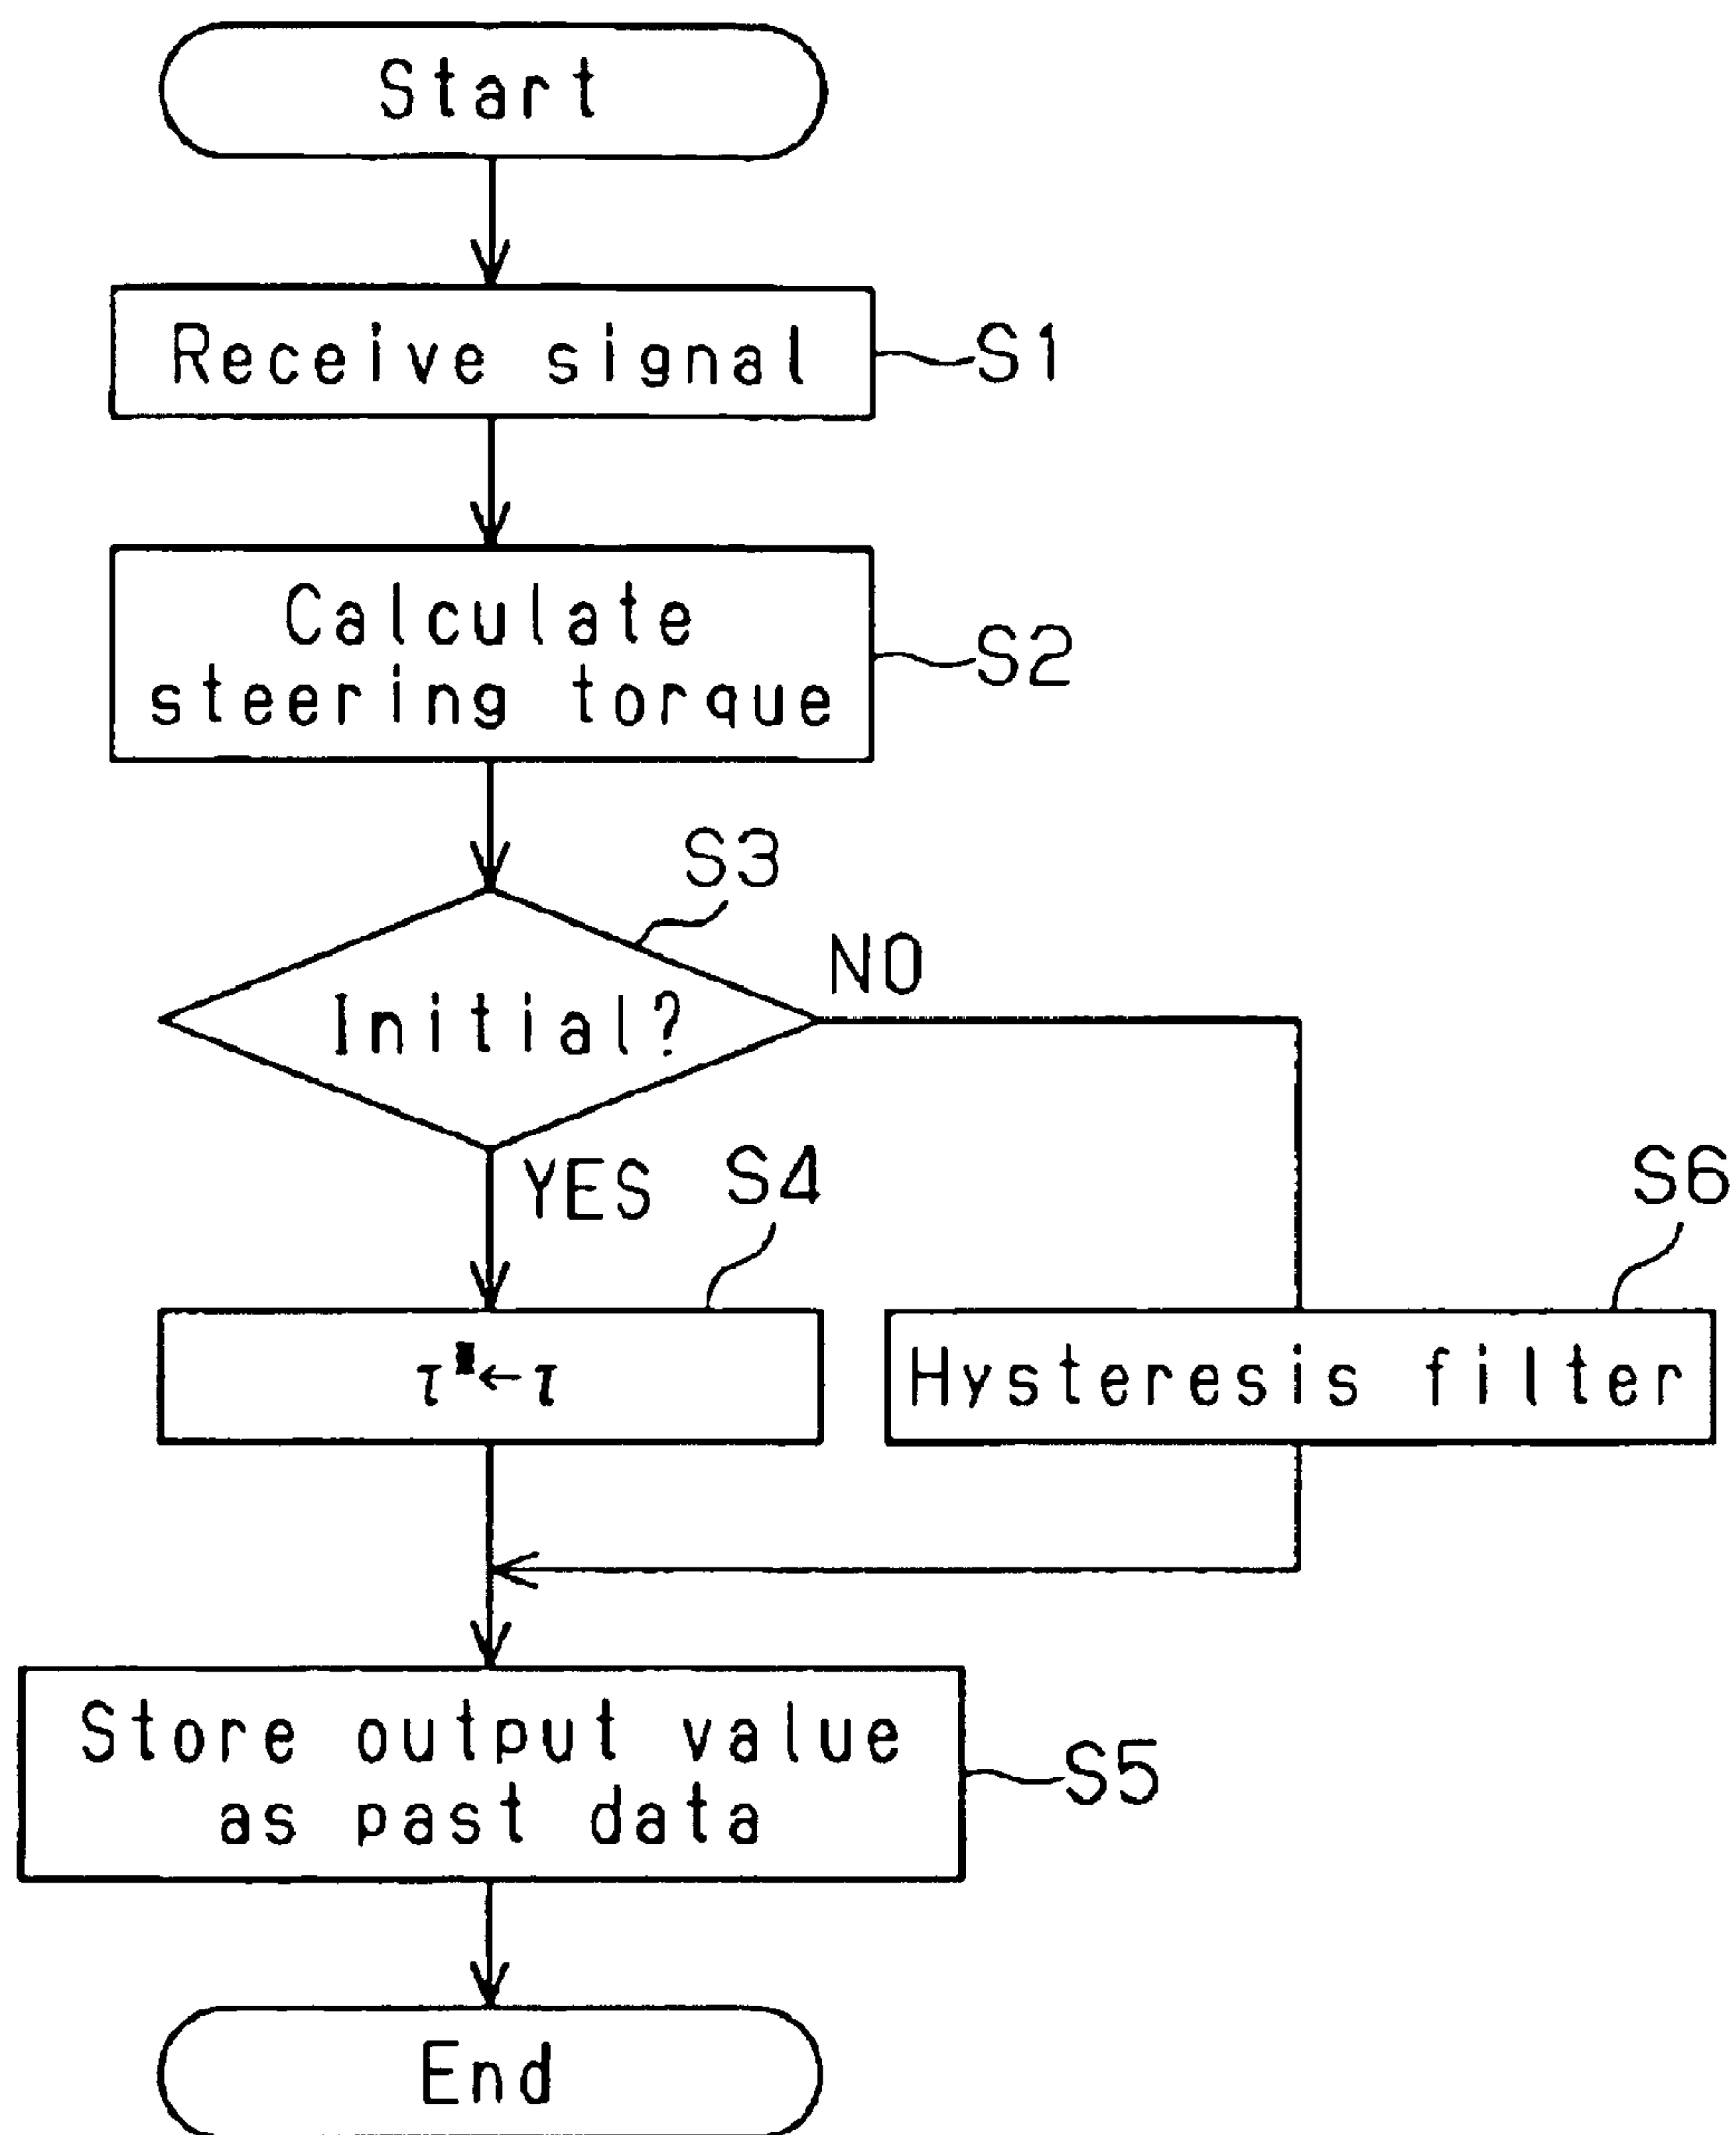 Start
Receive signal
S1
Calculate
steering torque
S2
S3
NO
Initial?
YES
S4
S6
τ*←τ
Hysteresis filter
Store output value
as past data
S5
End